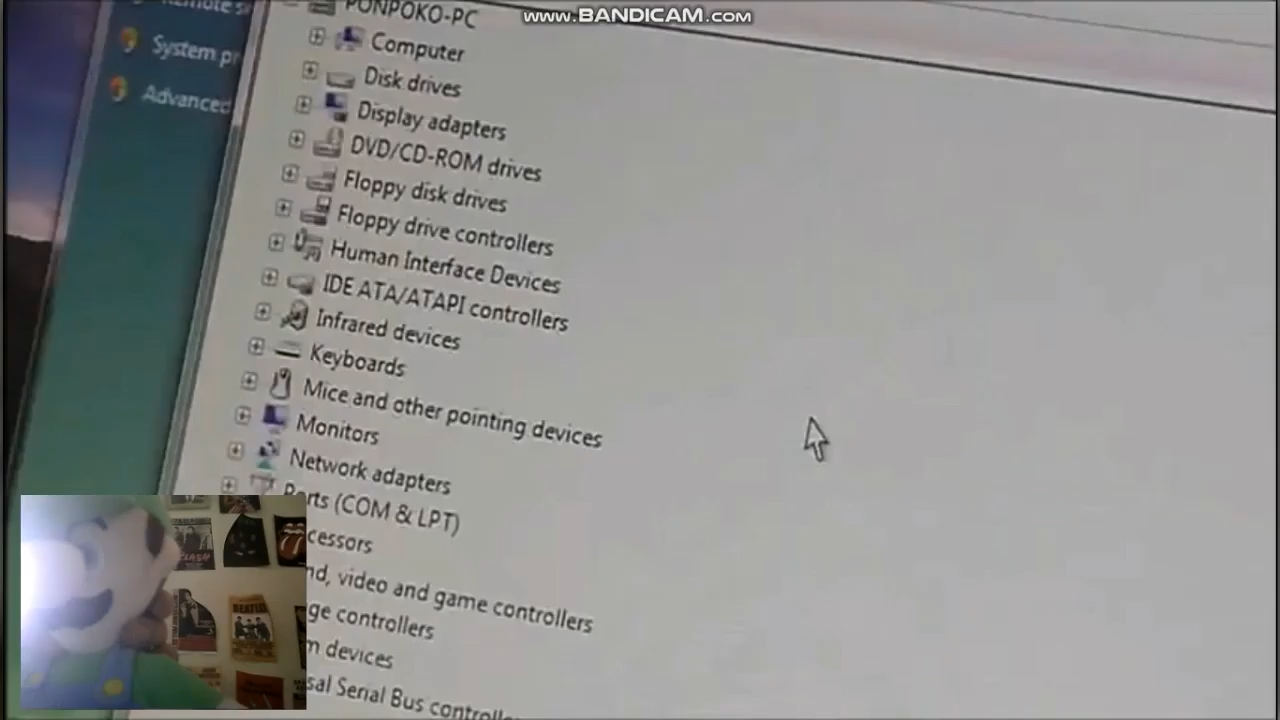 www.BANDICAM.com
Remote s
PONPOKO-PC
System pr
Computer
Advanced
Disk drives
Display adapters
DVD/CD-ROM drives
Floppy disk drives
Floppy drive controllers
Human Interface Devices
IDE ATA/ATAPI controllers
Infrared devices
Keyboards
Mice and other pointing devices
Monitors
Network adapters
Ports (COM & LPT)
cessors
nd, video and game controllers
ge controllers
m devices
sal Serial Bus controlle
CLASH
BEATLES